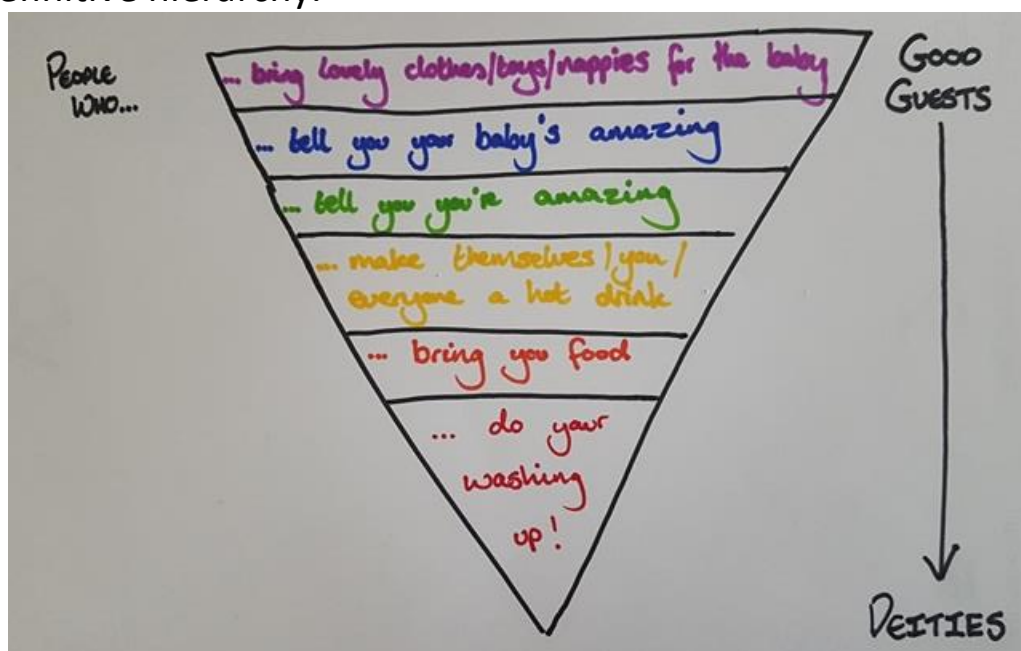 PEOPLE
WHO...
... bring lovely clothes/toys/nappies for the baby
... tell you your baby's amazing
... tell you you're amazing
... make themselves/you/
everyone a hot drink
... bring you food
... do your
washing
up!
GOOD
GUESTS
DEITIES